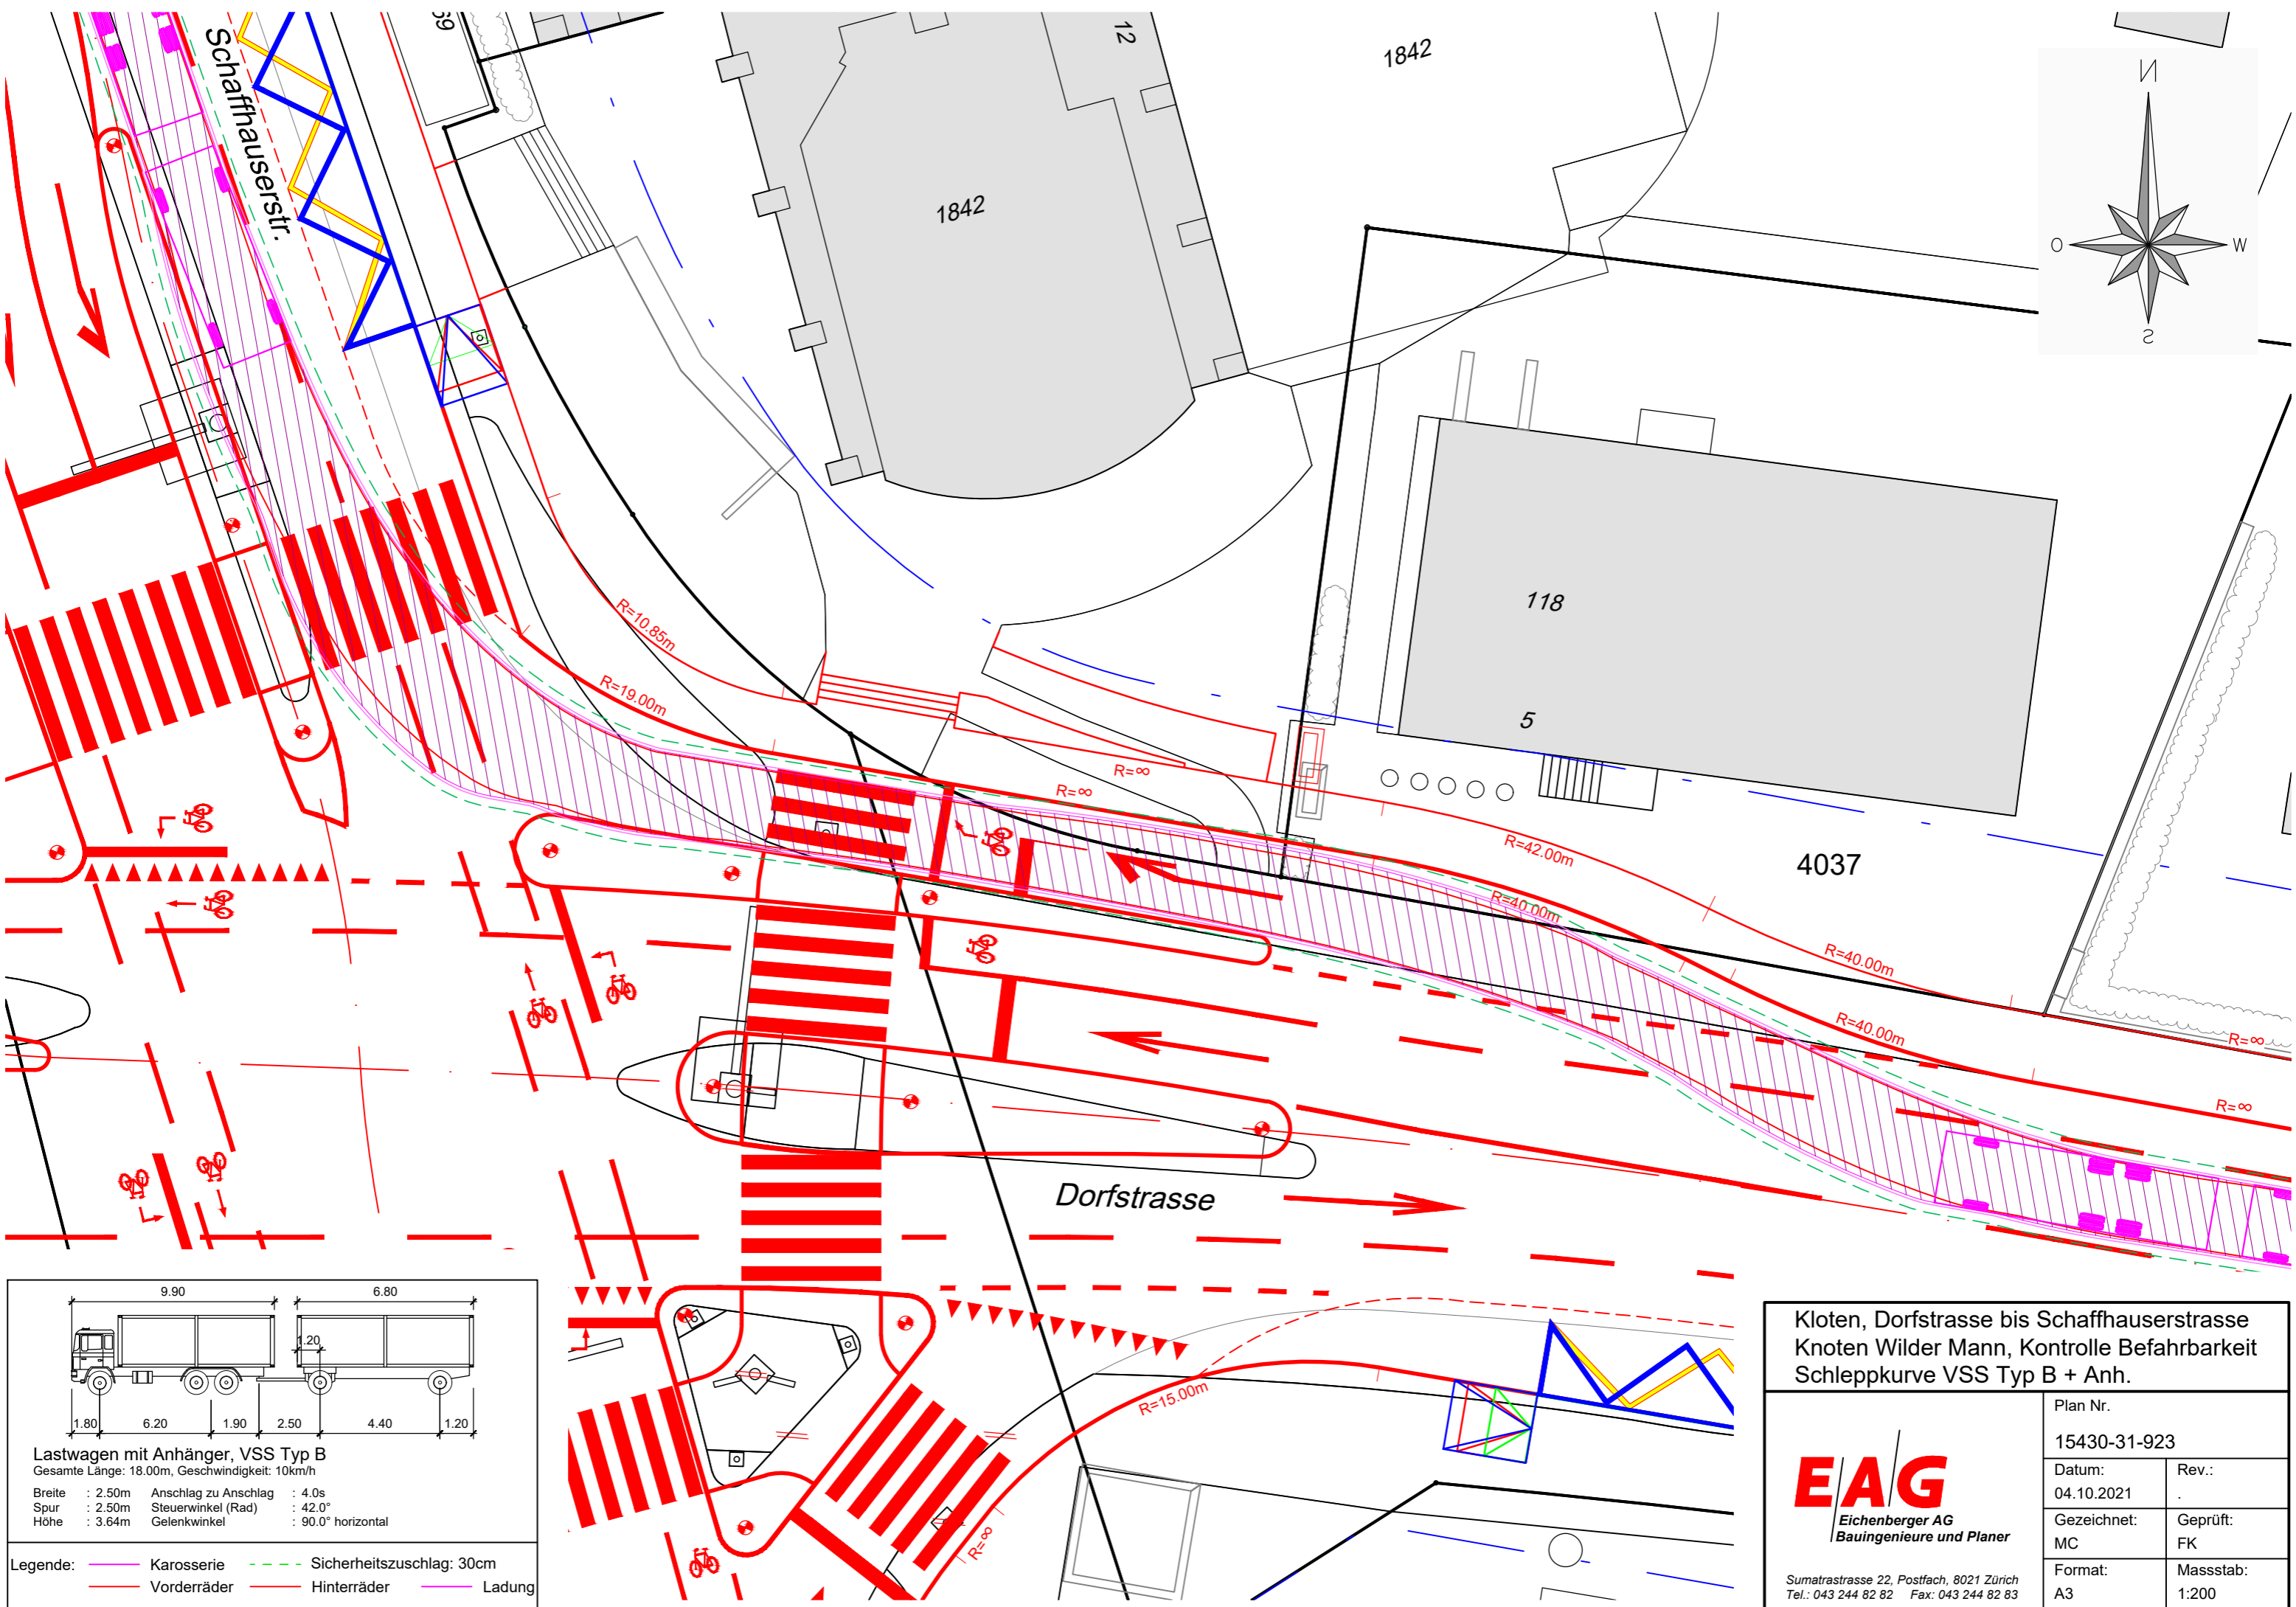 Schaffhauserstr.
69
12
1842
1842
N
O
W
S
118
5
4037
R=10.85m
R=19.00m
R=∞
R=∞
R=42.00m
R=40.00m
R=40.00m
R=40.00m
R=∞
R=∞
Dorfstrasse
R=15.00m
R=∞
9.90
6.80
1.20
1.80
6.20
1.90
2.50
4.40
1.20
Lastwagen mit Anhänger, VSS Typ B
Gesamte Länge: 18.00m, Geschwindigkeit: 10km/h
Breite : 2.50m Anschlag zu Anschlag : 4.0s
Spur : 2.50m Steuerwinkel (Rad) : 42.0°
Höhe : 3.64m Gelenkwinkel : 90.0° horizontal
Legende: Karosserie Sicherheitszuschlag: 30cm
Vorderräder Hinterräder Ladung
Kloten, Dorfstrasse bis Schaffhauserstrasse
Knoten Wilder Mann, Kontrolle Befahrbarkeit
Schleppkurve VSS Typ B + Anh.
EAG
Eichenberger AG
Bauingenieure und Planer
Sumatrastrasse 22, Postfach, 8021 Zürich
Tel.: 043 244 82 82 Fax: 043 244 82 83
Plan Nr.
15430-31-923
Datum: Rev.:
04.10.2021 .
Gezeichnet: Geprüft:
MC FK
Format: Massstab:
A3 1:200